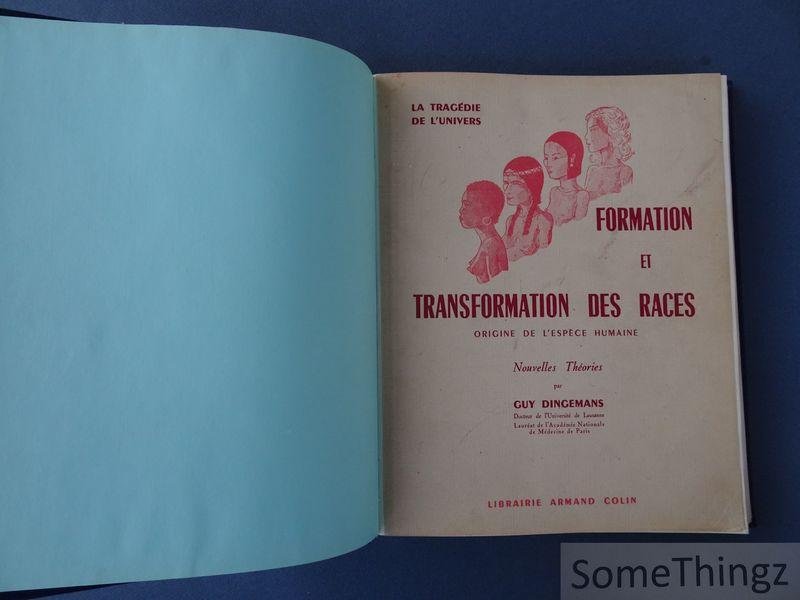 LA TRAGÉDIE
DE L'UNIVERS
FORMATION
ET
TRANSFORMATION DES RACES
ORIGINE DE L'ESPÈCE HUMAINE
Nouvelles Théories
par
GUY DINGEMANS
Docteur de l'Université de Lausanne
Lauréat de l'Académie Nationale
de Médecine de Paris
LIBRAIRIE ARMAND COLIN
SomeThingz